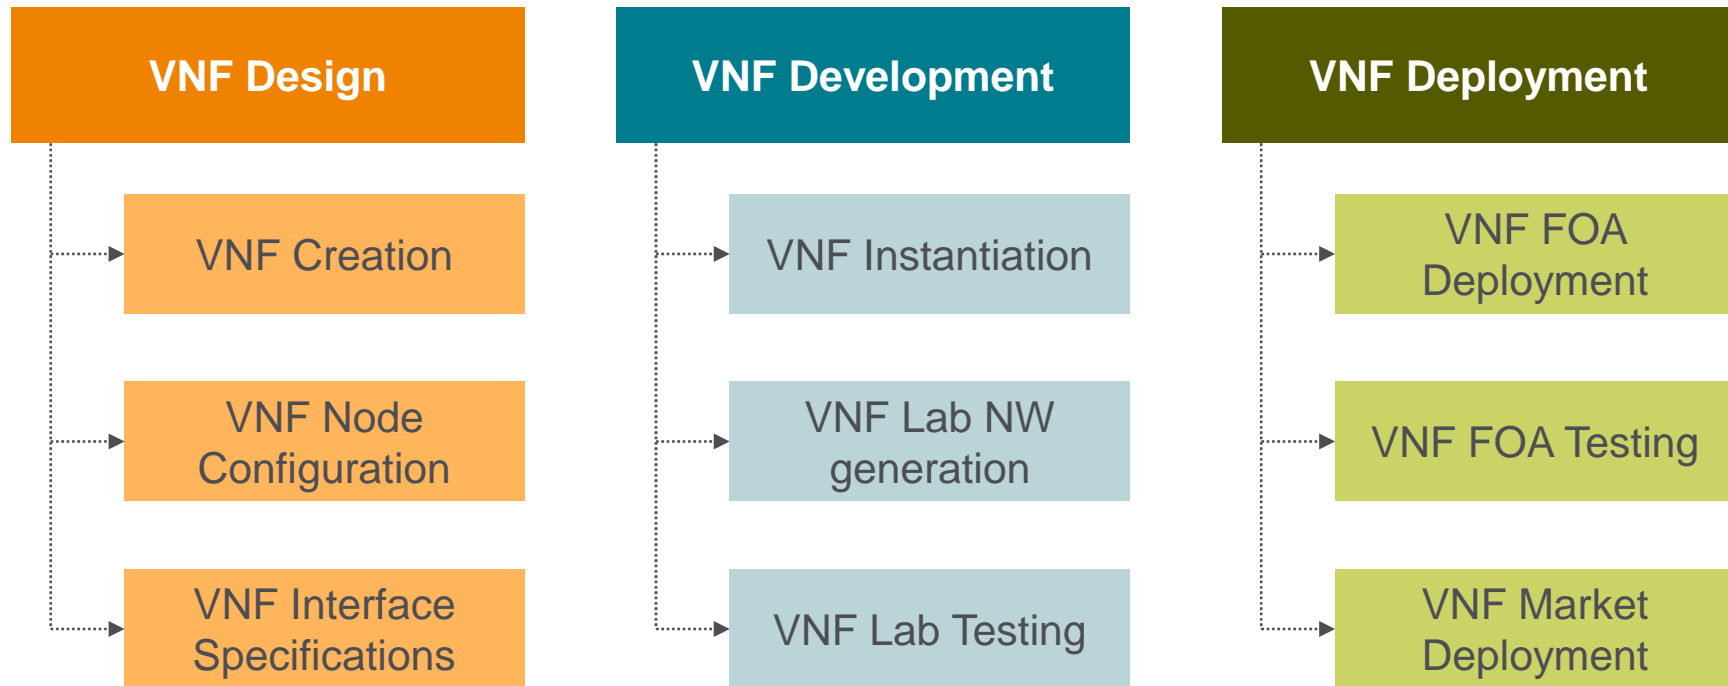 VNF Design
VNF Creation
VNF Node
Configuration
VNF Interface
Specifications
VNF Development
VNF Instantiation
VNF Lab NW
generation
VNF Lab Testing
VNF Deployment
VNF FOA
Deployment
VNF FOA Testing
VNF Market
Deployment